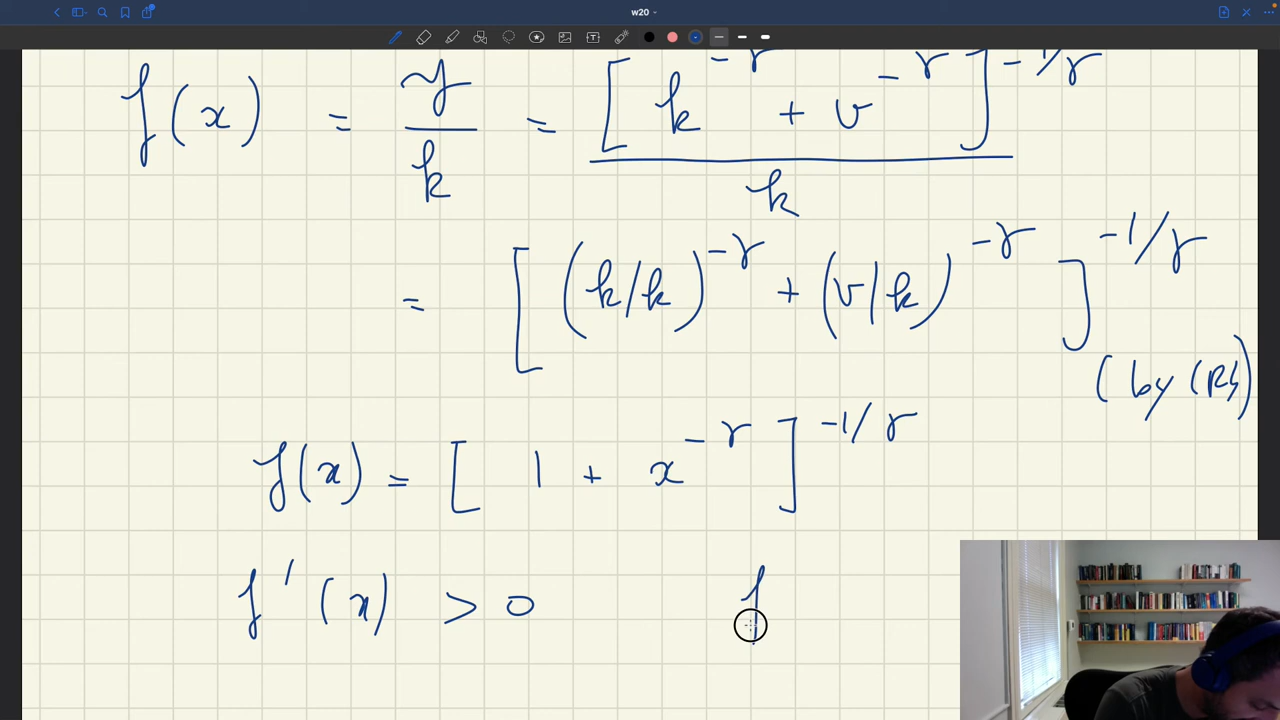 w20
f(x) = y/k = [k^{-γ} + v^{-γ}]^{-1/γ} / k
= [(k/k)^{-γ} + (v/k)^{-γ}]^{-1/γ}
(by CRS)
f(x) = [1 + x^{-γ}]^{-1/γ}
f'(x) > 0 f